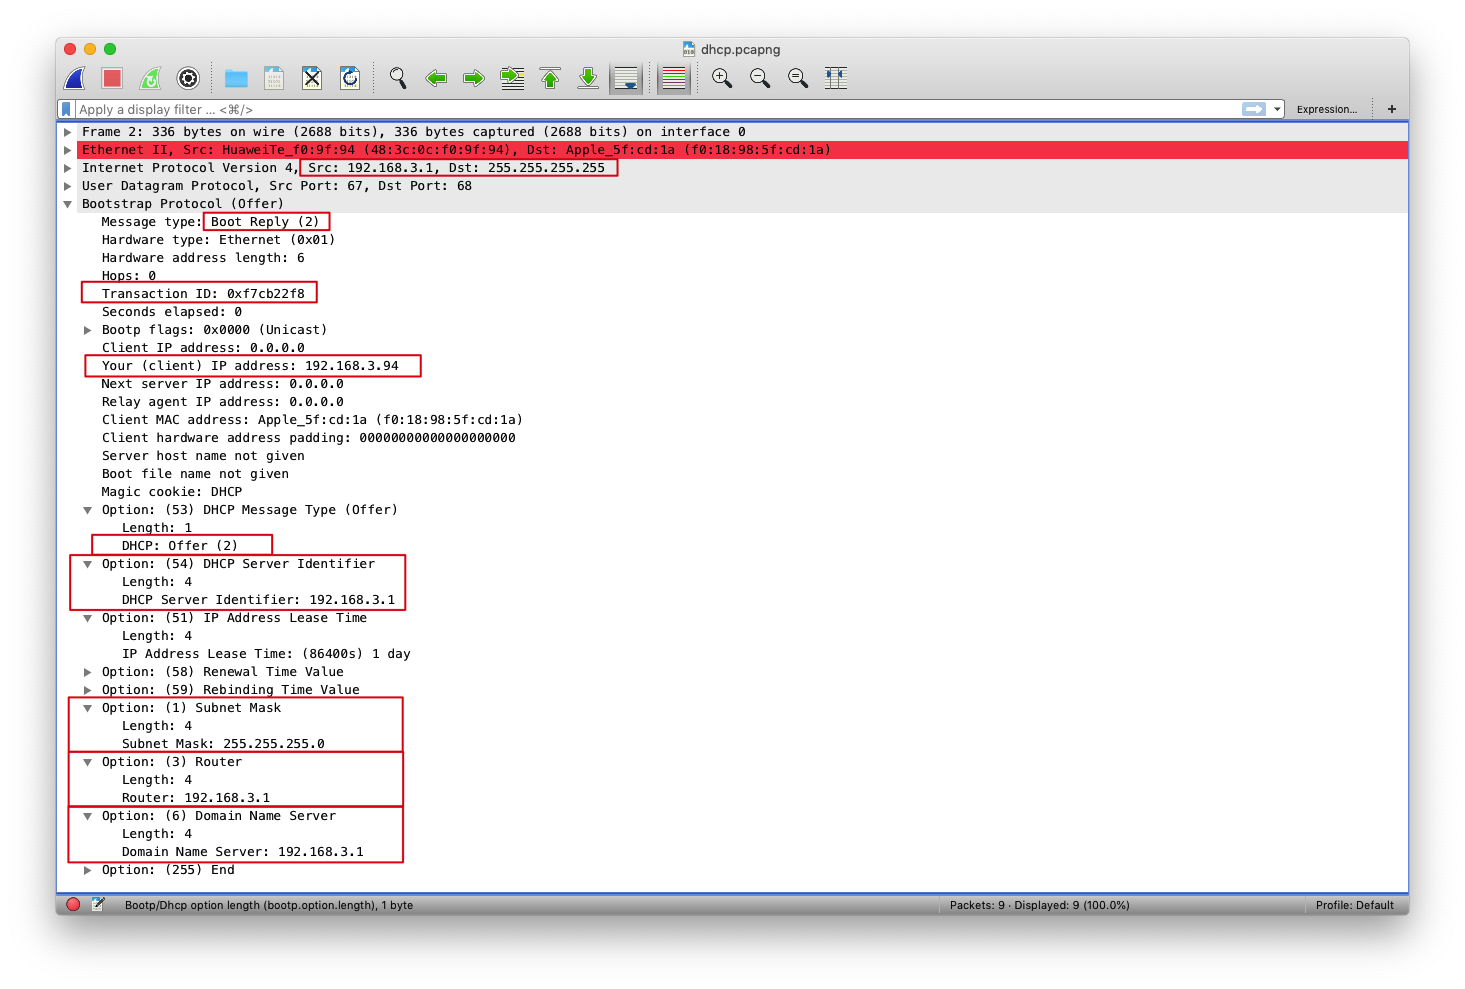 dhcp.pcapng
Apply a display filter ... <⌘/>
Expression...
+
Frame 2: 336 bytes on wire (2688 bits), 336 bytes captured (2688 bits) on interface 0
Ethernet II, Src: HuaweiTe_f0:9f:94 (48:3c:0c:f0:9f:94), Dst: Apple_5f:cd:1a (f0:18:98:5f:cd:1a)
Internet Protocol Version 4, Src: 192.168.3.1, Dst: 255.255.255.255
User Datagram Protocol, Src Port: 67, Dst Port: 68
Bootstrap Protocol (Offer)
Message type: Boot Reply (2)
Hardware type: Ethernet (0x01)
Hardware address length: 6
Hops: 0
Transaction ID: 0xf7cb22f8
Seconds elapsed: 0
Bootp flags: 0x0000 (Unicast)
Client IP address: 0.0.0.0
Your (client) IP address: 192.168.3.94
Next server IP address: 0.0.0.0
Relay agent IP address: 0.0.0.0
Client MAC address: Apple_5f:cd:1a (f0:18:98:5f:cd:1a)
Client hardware address padding: 00000000000000000000
Server host name not given
Boot file name not given
Magic cookie: DHCP
Option: (53) DHCP Message Type (Offer)
Length: 1
DHCP: Offer (2)
Option: (54) DHCP Server Identifier
Length: 4
DHCP Server Identifier: 192.168.3.1
Option: (51) IP Address Lease Time
Length: 4
IP Address Lease Time: (86400s) 1 day
Option: (58) Renewal Time Value
Option: (59) Rebinding Time Value
Option: (1) Subnet Mask
Length: 4
Subnet Mask: 255.255.255.0
Option: (3) Router
Length: 4
Router: 192.168.3.1
Option: (6) Domain Name Server
Length: 4
Domain Name Server: 192.168.3.1
Option: (255) End
Bootp/Dhcp option length (bootp.option.length), 1 byte
Packets: 9 · Displayed: 9 (100.0%)
Profile: Default